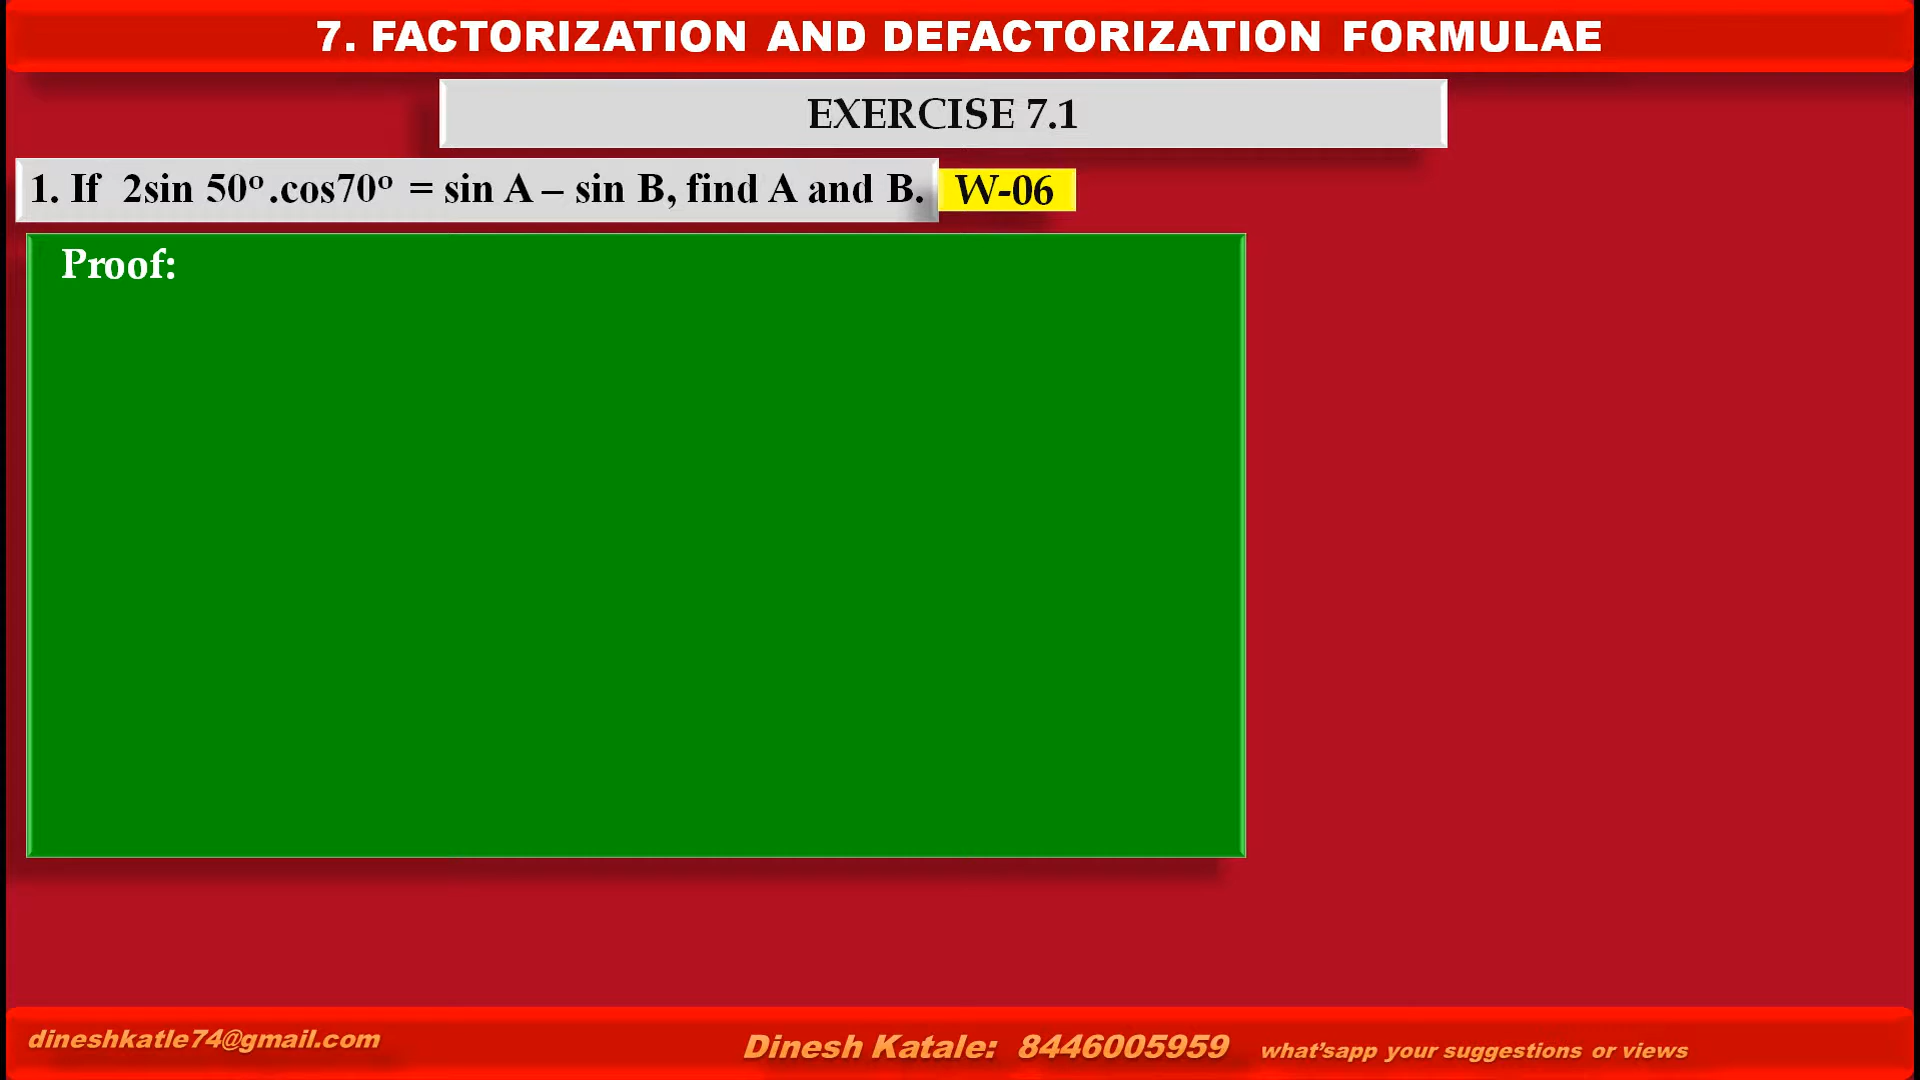 7. FACTORIZATION AND DEFACTORIZATION FORMULAE
EXERCISE 7.1
1. If 2sin 50°.cos70° = sin A – sin B, find A and B. W-06
Proof:
dineshkatle74@gmail.com Dinesh Katale: 8446005959 what'sapp your suggestions or views